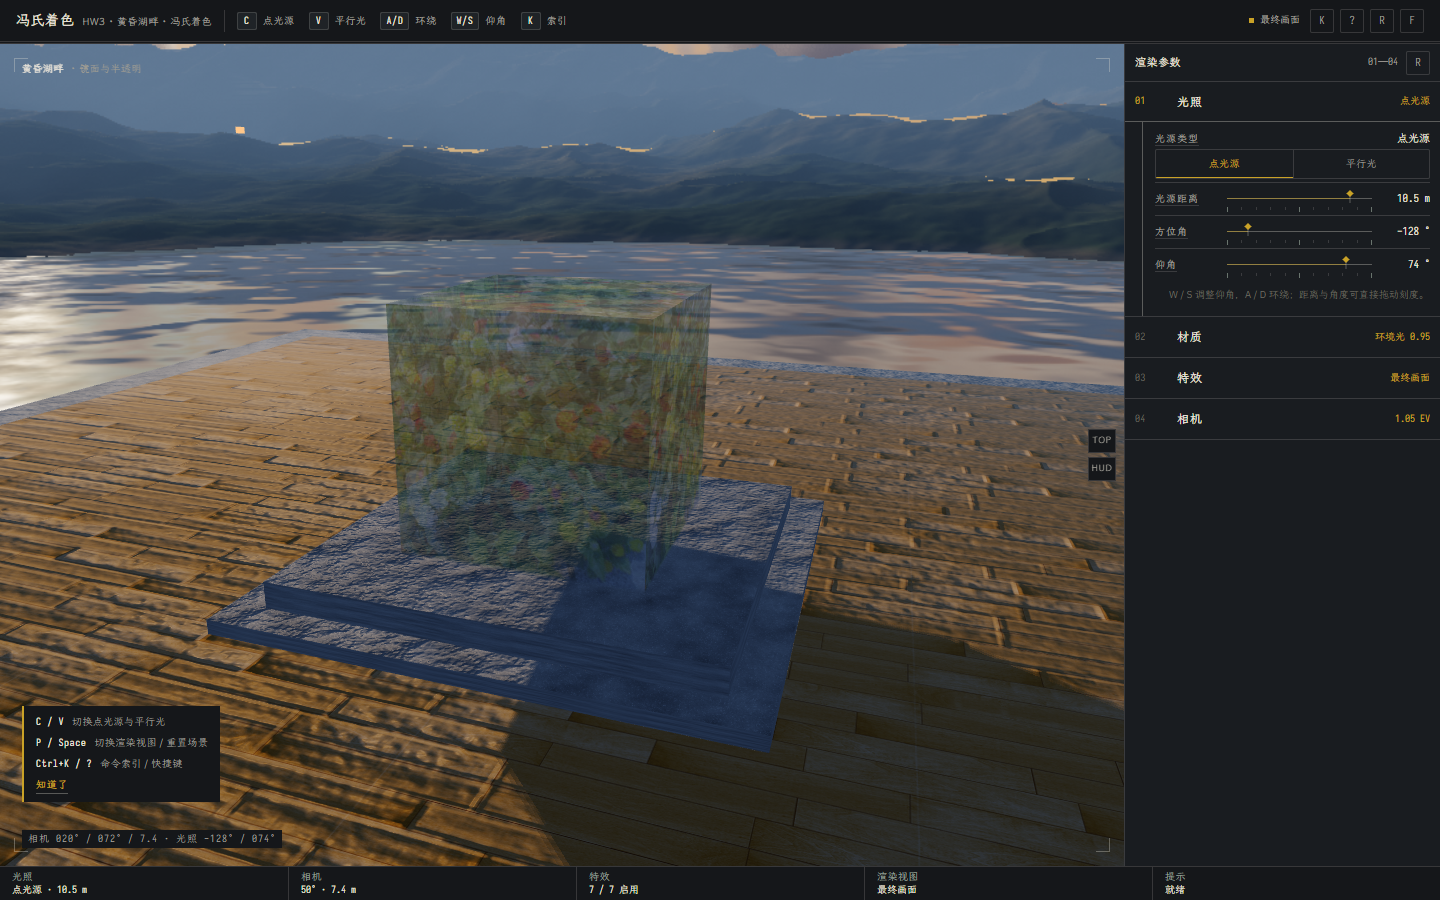 冯氏着色 HW3 · 黄昏湖畔 · 冯氏着色 C 点光源 V 平行光 A/D 环绕 W/S 仰角 K 索引 最终画面 K ? R F
黄昏湖畔 · 镜面与半透明
渲染参数 01—04 R
01 光照 点光源
光源类型 点光源
点光源 平行光
光源距离 10.5 m
方位角 -128 °
仰角 74 °
W / S 调整仰角，A / D 环绕；距离与角度可直接拖动刻度。
02 材质 环境光 0.95
03 特效 最终画面
04 相机 1.05 EV
TOP
HUD
C / V 切换点光源与平行光
P / Space 切换渲染视图 / 重置场景
Ctrl+K / ? 命令索引 / 快捷键
知道了
相机 020° / 072° / 7.4 · 光照 -128° / 074°
光照 相机 特效 渲染视图 提示
点光源 · 10.5 m 50° · 7.4 m 7 / 7 启用 最终画面 就绪